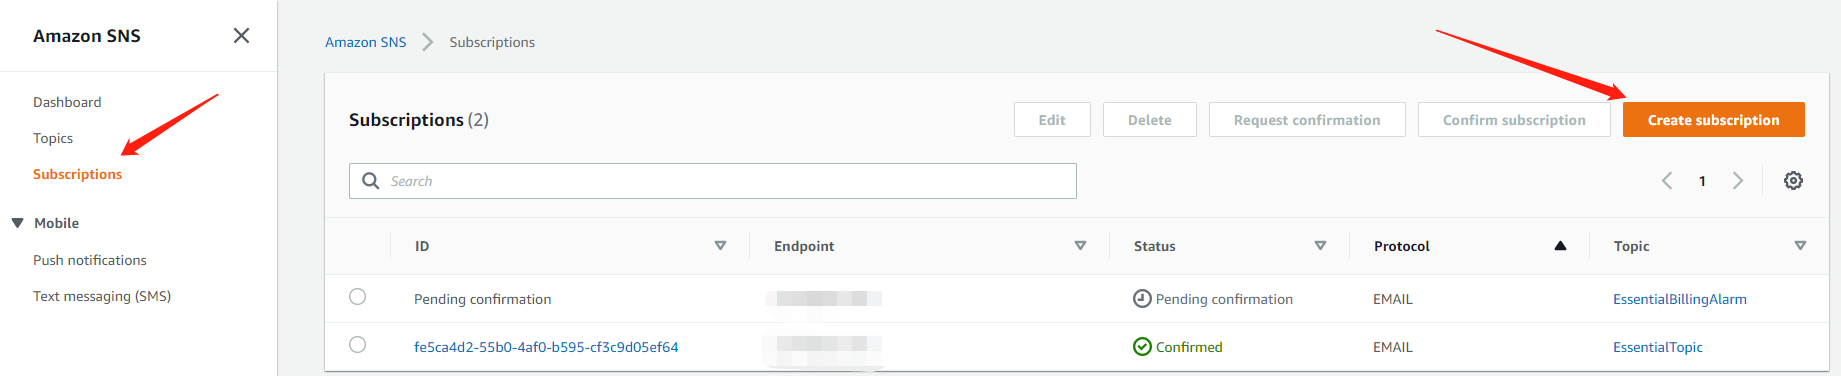 Amazon SNS
Dashboard
Topics
Subscriptions
Mobile
Push notifications
Text messaging (SMS)
Amazon SNS Subscriptions
Subscriptions (2) Edit Delete Request confirmation Confirm subscription Create subscription
Search 1
ID Endpoint Status Protocol Topic
Pending confirmation Pending confirmation EMAIL EssentialBillingAlarm
fe5ca4d2-55b0-4af0-b595-cf3c9d05ef64 Confirmed EMAIL EssentialTopic